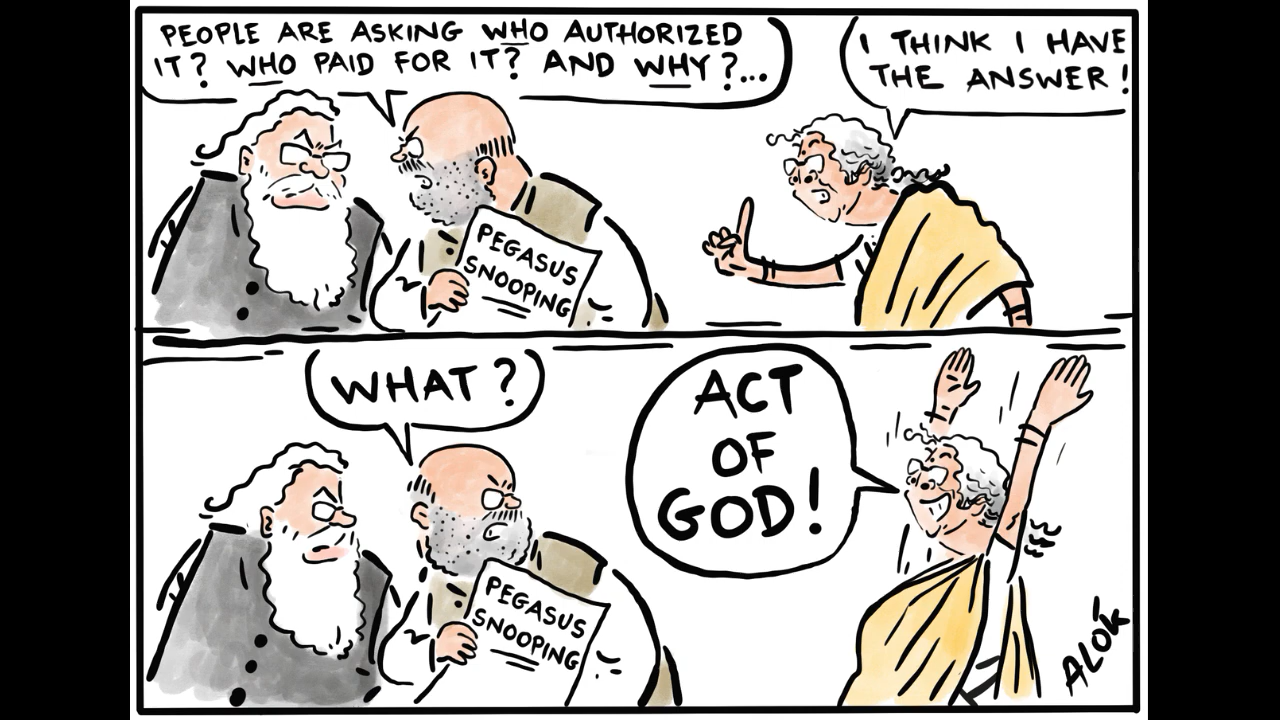 PEOPLE ARE ASKING WHO AUTHORIZED
IT? WHO PAID FOR IT? AND WHY?...
I THINK I HAVE
THE ANSWER!
PEGASUS
SNOOPING
WHAT?
ACT
OF
GOD!
PEGASUS
SNOOPING
ALOK